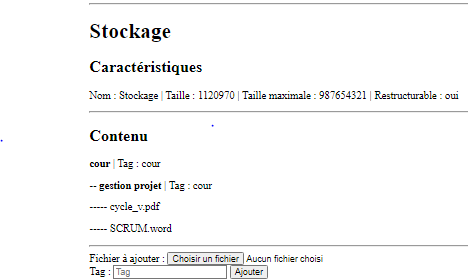 Stockage
Caractéristiques
Nom : Stockage | Taille : 1120970 | Taille maximale : 987654321 | Restructurable : oui
Contenu
cour | Tag : cour
-- gestion projet | Tag : cour
----- cycle_v.pdf
----- SCRUM.word
Fichier à ajouter : Choisir un fichier Aucun fichier choisi
Tag : Tag Ajouter